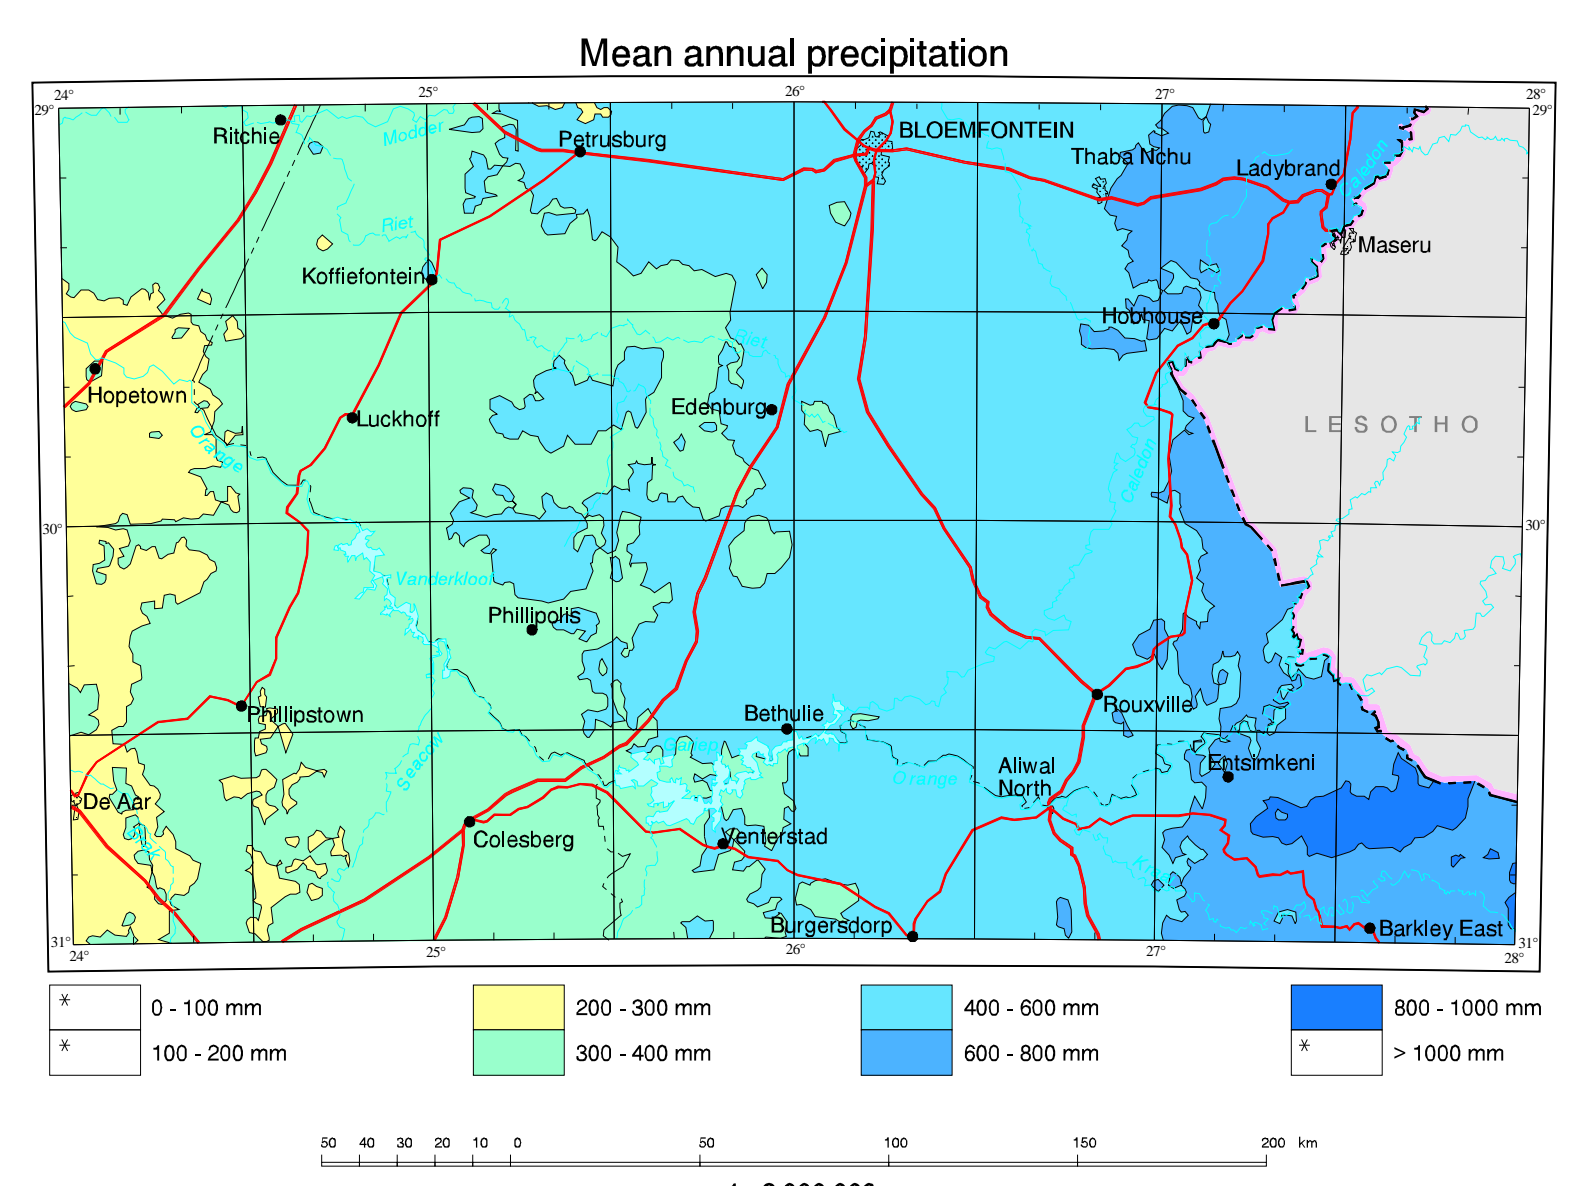 Mean annual precipitation
24° 25° 26° 27° 28°
29° 29°
Ritchie
Modder
Petrusburg
BLOEMFONTEIN
Thaba Nchu
Ladybrand
Caledon
Riet
Maseru
Koffiefontein
Hobhouse
Riet
Hopetown
Luckhoff
Edenburg
LESOTHO
Orange
Caledon
30° 30°
Vanderkloof
Phillipolis
Phillipstown
Bethulie
Rouxville
Seacow
Gariep
Orange
Aliwal
North
Entsimkeni
De Aar
Brak
Colesberg
Venterstad
Kraai
Burgersdorp
Barkley East
31° 31°
24° 25° 26° 27° 28°
* 0 - 100 mm 200 - 300 mm 400 - 600 mm 800 - 1000 mm
* 100 - 200 mm 300 - 400 mm 600 - 800 mm * > 1000 mm
50 40 30 20 10 0 50 100 150 200 km